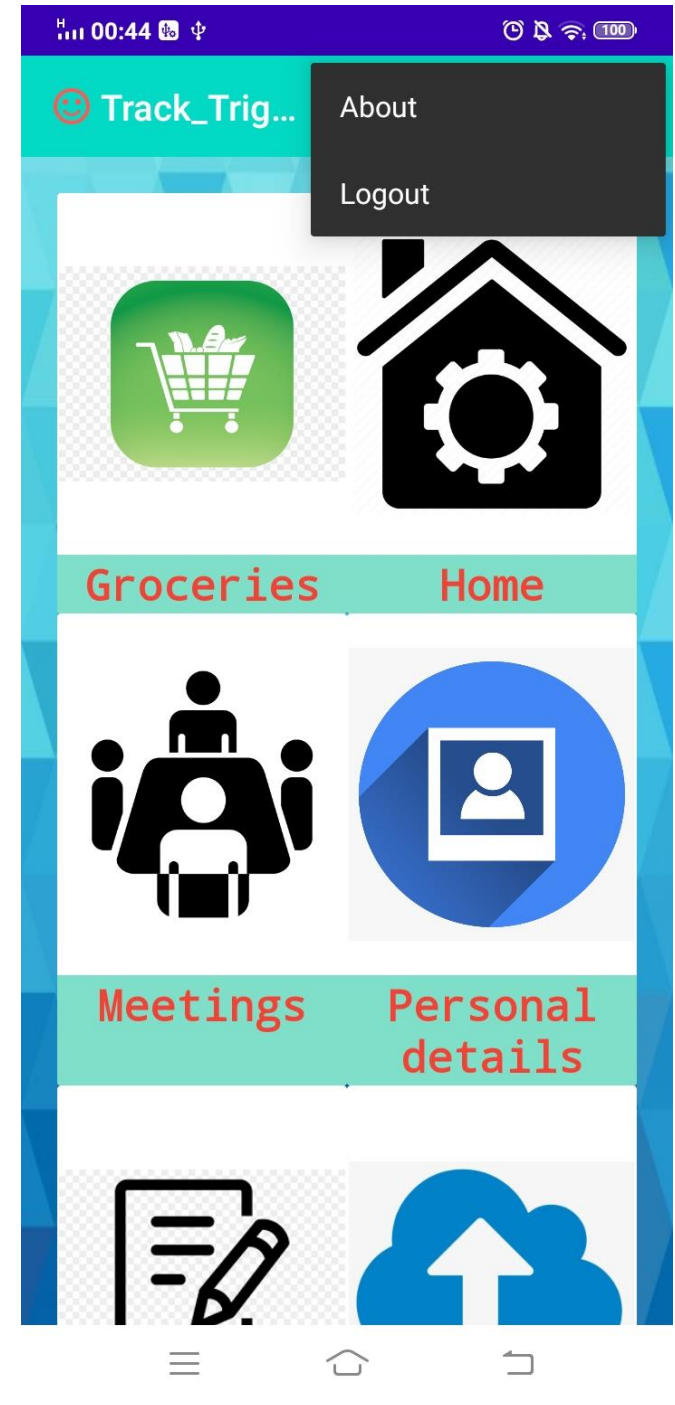 H
00:44
100
Track_Trig...
About
Logout
Groceries
Home
Meetings
Personal
details